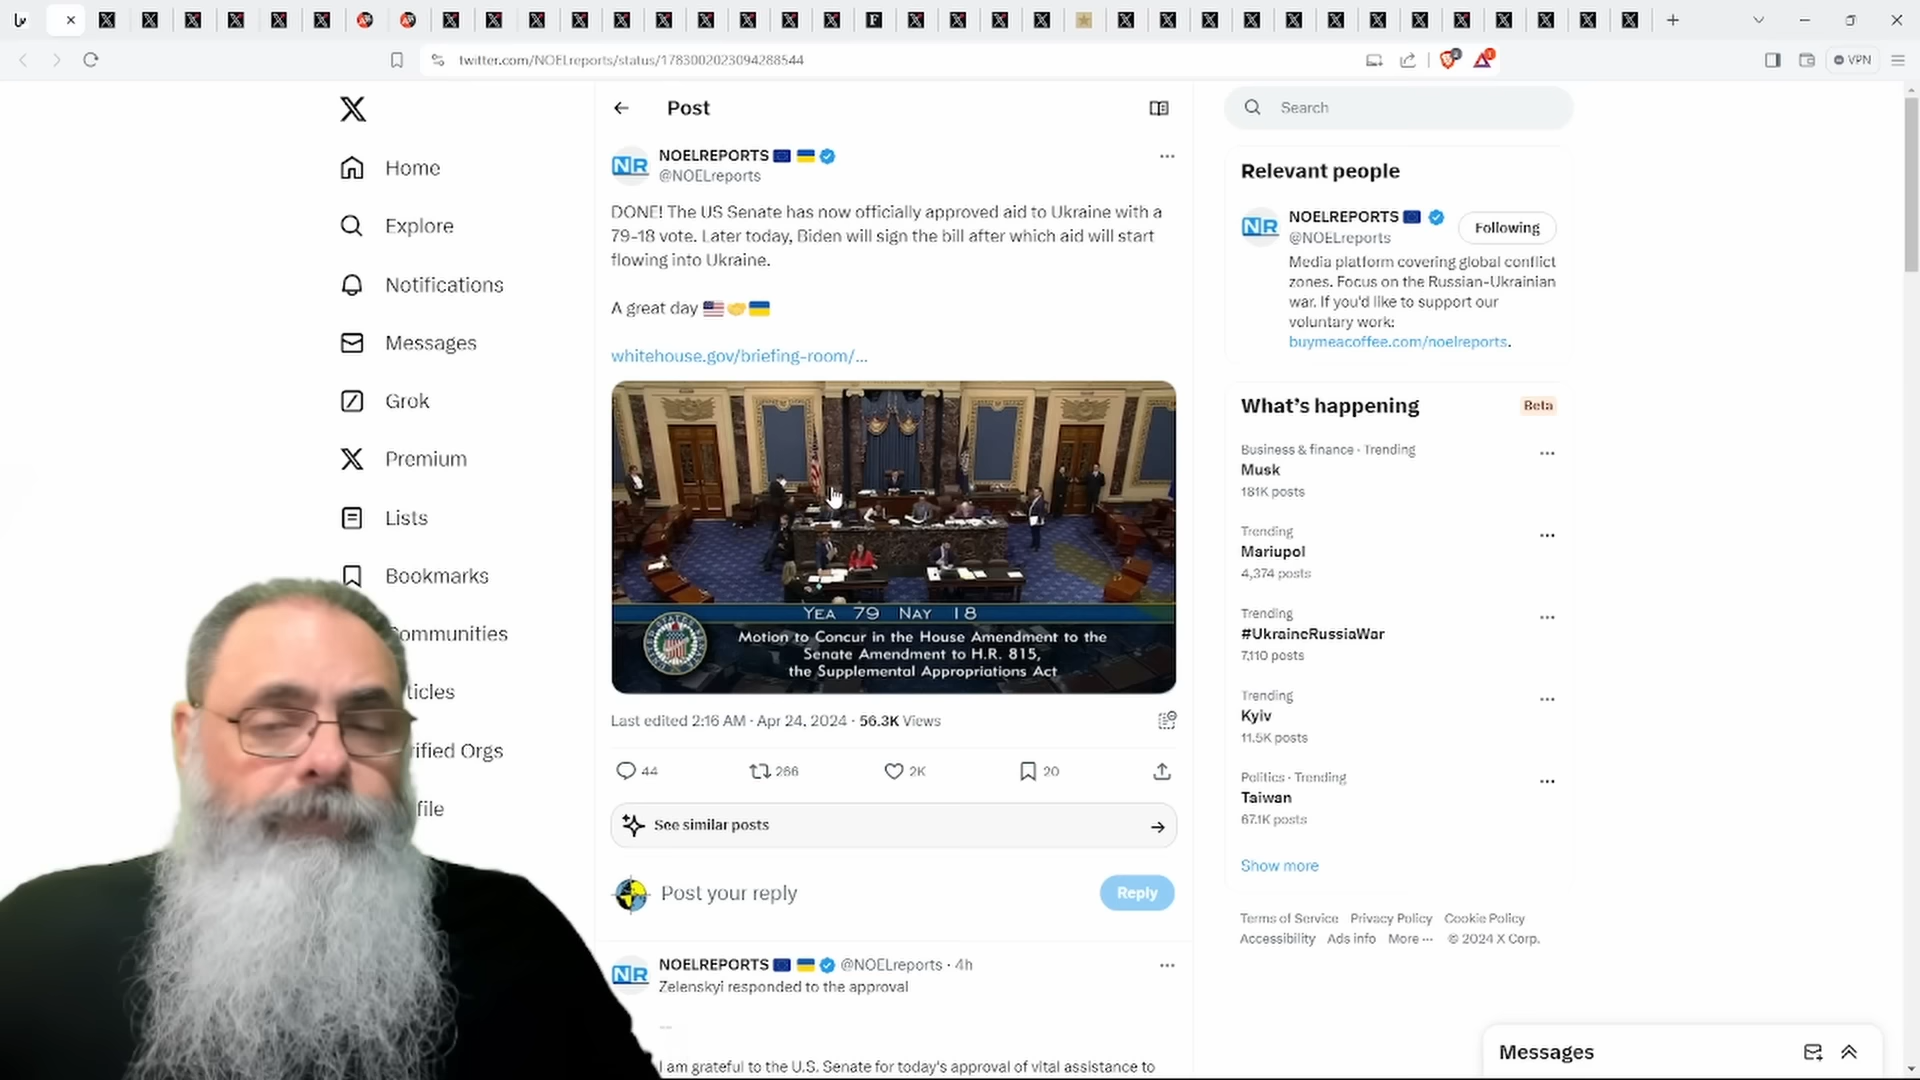 twitter.com/NOELreports/status/1783002023094288544
VPN
Home
Explore
Notifications
Messages
Grok
Premium
Lists
Bookmarks
ommunities
ticles
rified Orgs
file
Post
NOELREPORTS
@NOELreports
DONE! The US Senate has now officially approved aid to Ukraine with a
79-18 vote. Later today, Biden will sign the bill after which aid will start
flowing into Ukraine.
A great day
whitehouse.gov/briefing-room/...
YEA 79 NAY 18
MOTION TO CONCUR IN THE HOUSE AMENDMENT TO THE
SENATE AMENDMENT TO H.R. 815,
THE SUPPLEMENTAL APPROPRIATIONS ACT
Last edited 2:16 AM · Apr 24, 2024 · 56.3K Views
44 266 2K 20
See similar posts
Post your reply
Reply
NOELREPORTS @NOELreports · 4h
Zelenskyi responded to the approval
--
I am grateful to the U.S. Senate for today's approval of vital assistance to
Search
Relevant people
NOELREPORTS
@NOELreports
Following
Media platform covering global conflict
zones. Focus on the Russian-Ukrainian
war. If you'd like to support our
voluntary work:
buymeacoffee.com/noelreports.
What's happening
Beta
Business & finance · Trending
Musk
181K posts
Trending
Mariupol
4,374 posts
Trending
#UkraineRussiaWar
7,110 posts
Trending
Kyiv
11.5K posts
Politics · Trending
Taiwan
67.1K posts
Show more
Terms of Service Privacy Policy Cookie Policy
Accessibility Ads info More ··· © 2024 X Corp.
Messages